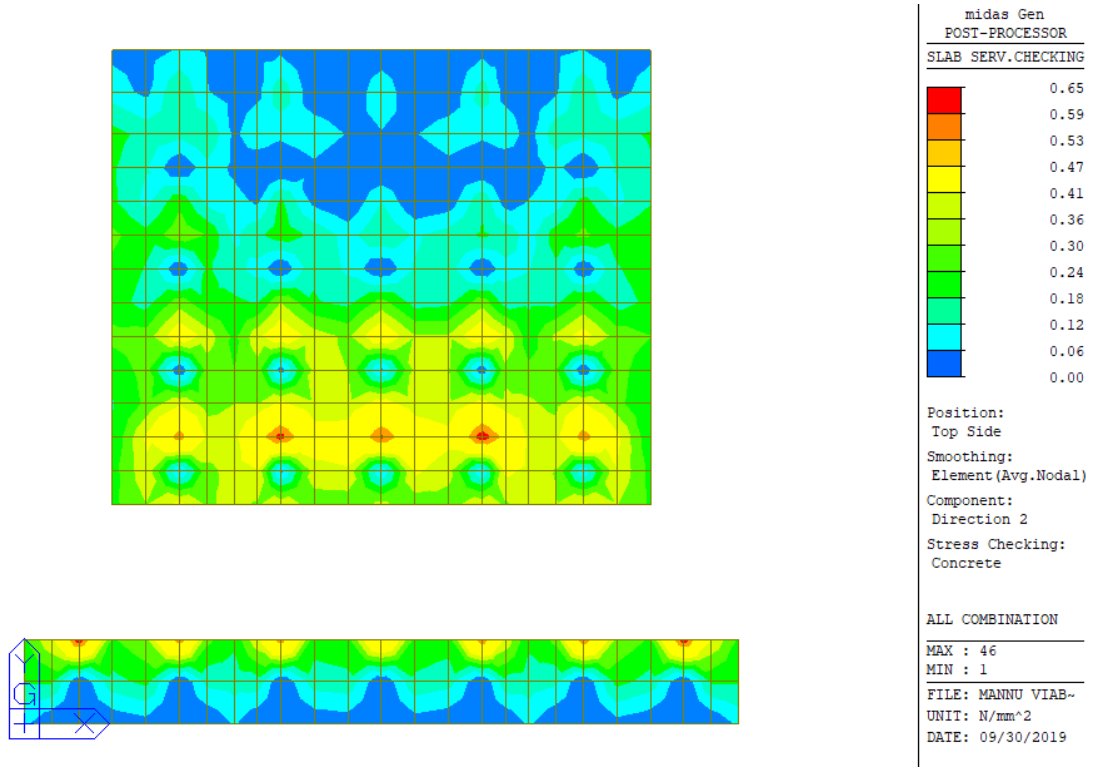 midas Gen
POST-PROCESSOR
SLAB SERV.CHECKING
0.65
0.59
0.53
0.47
0.41
0.36
0.30
0.24
0.18
0.12
0.06
0.00
Position:
Top Side
Smoothing:
Element(Avg.Nodal)
Component:
Direction 2
Stress Checking:
Concrete
ALL COMBINATION
MAX : 46
MIN : 1
FILE: MANNU VIAB~
UNIT: N/mm^2
DATE: 09/30/2019
Y
G
X